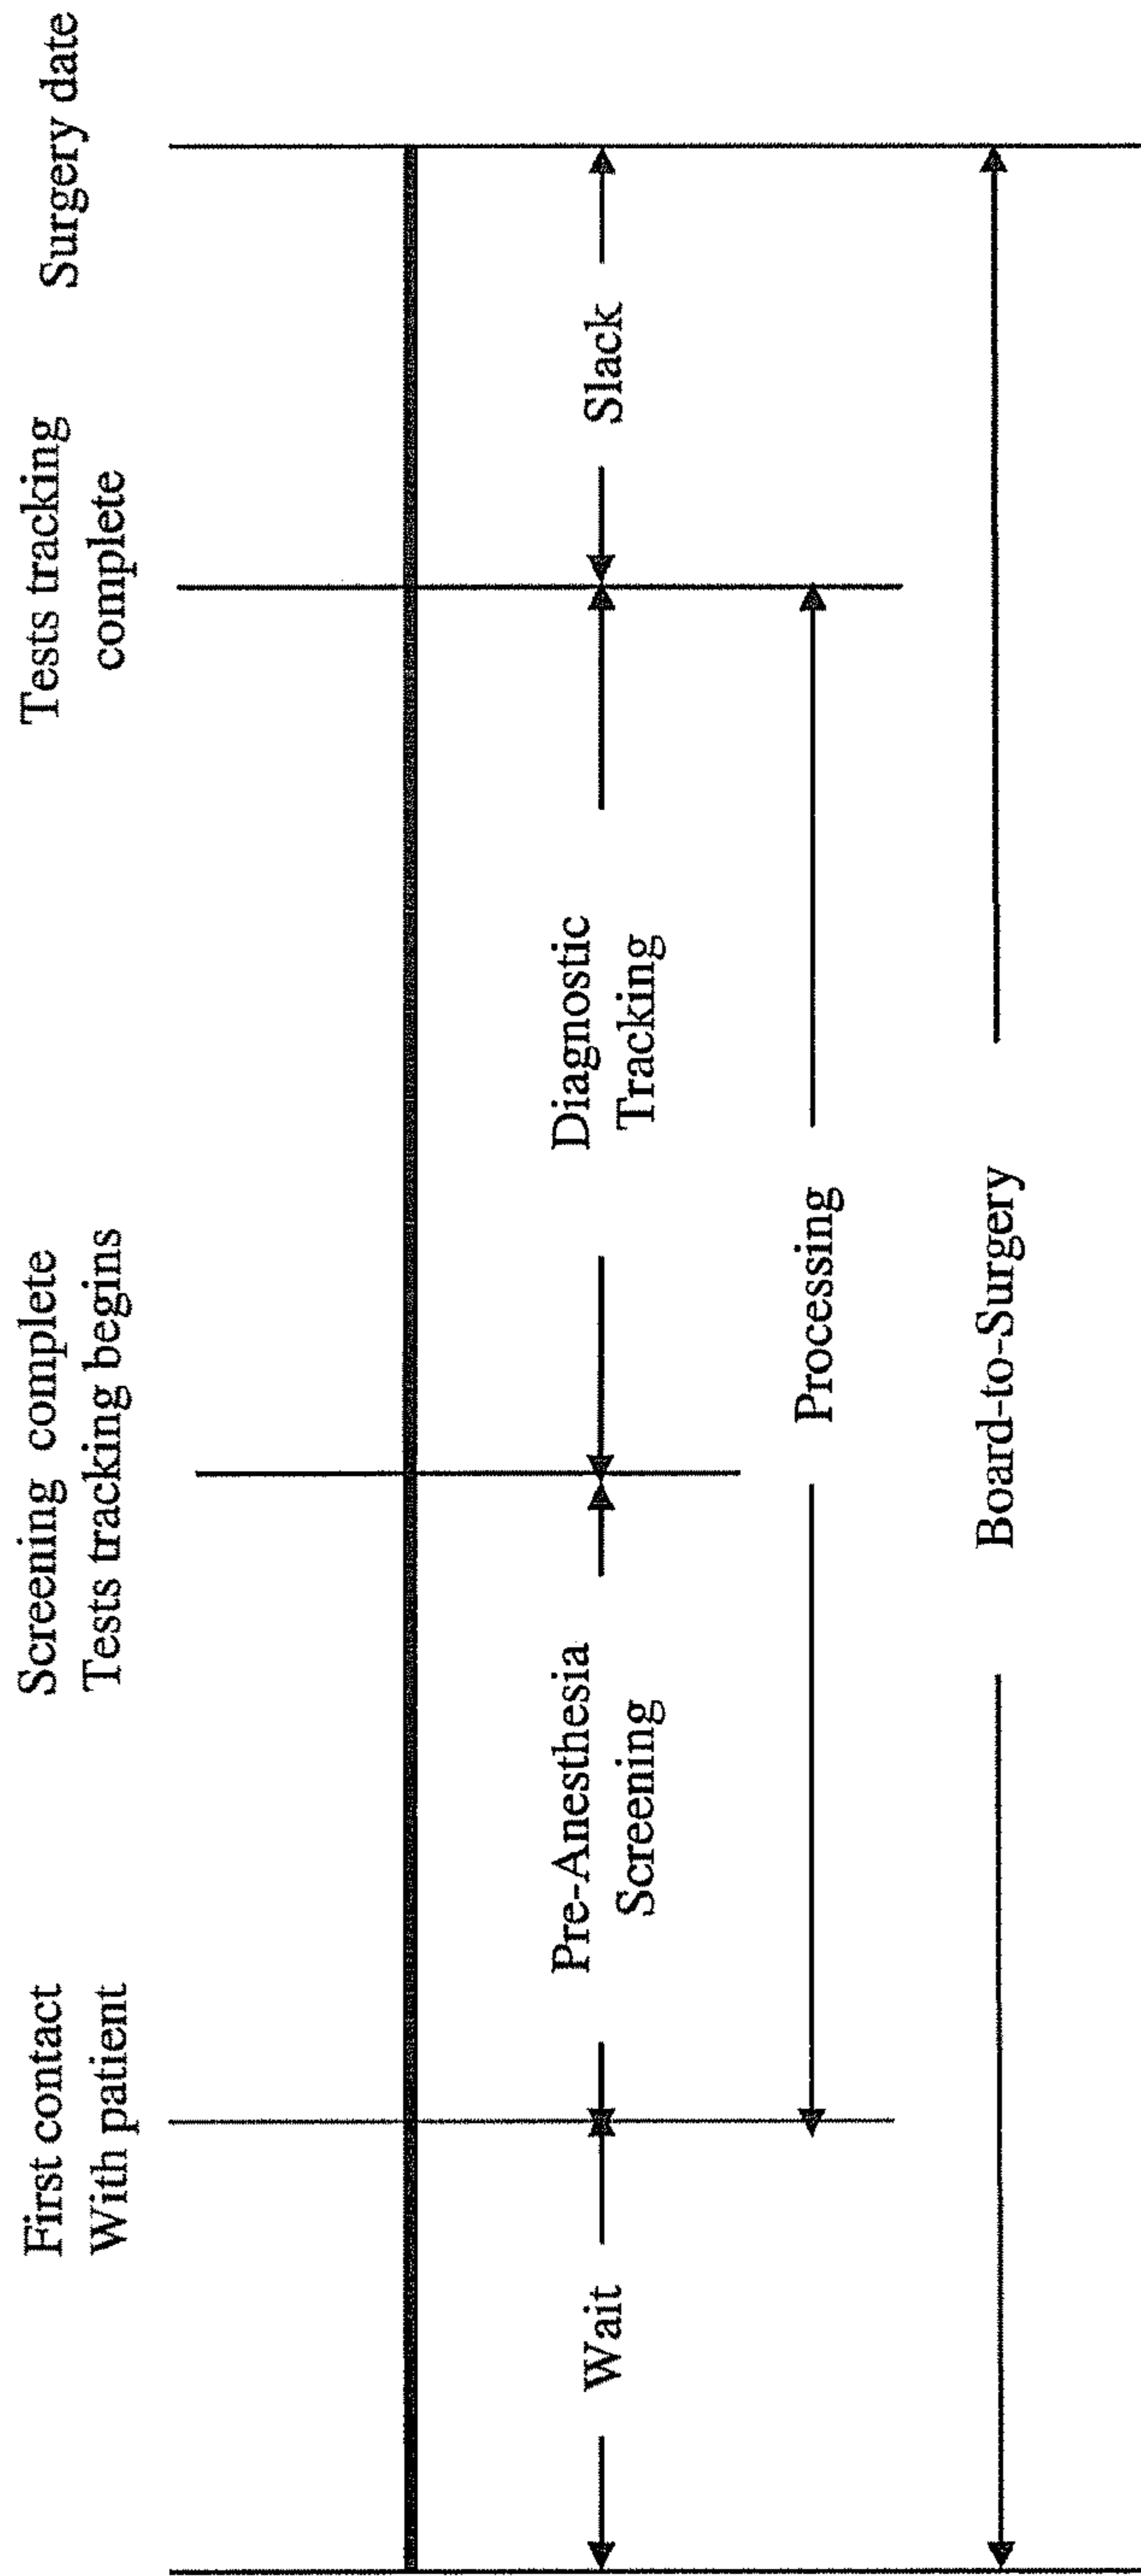 First contact
With patient
Screening complete
Tests tracking begins
Tests tracking
complete
Surgery date
Wait
Pre-Anesthesia
Screening
Diagnostic
Tracking
Slack
Processing
Board-to-Surgery